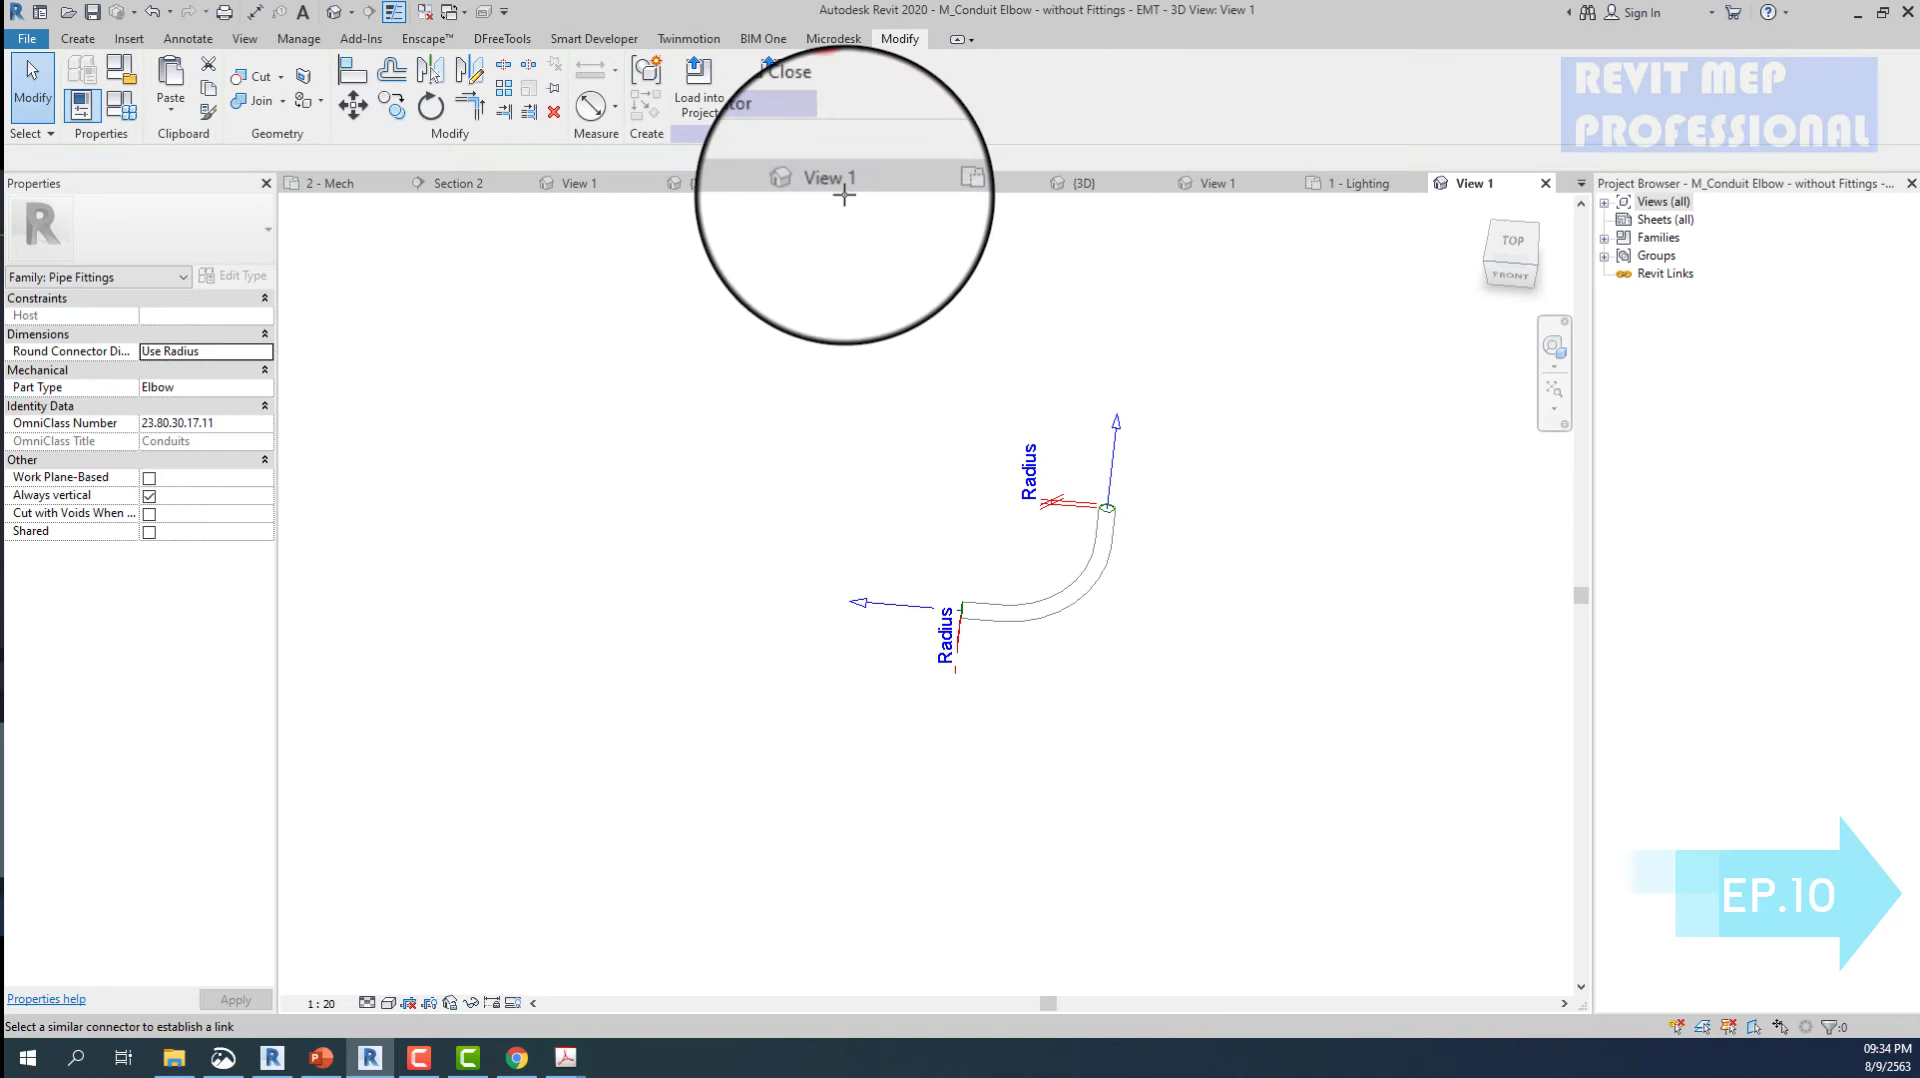 Autodesk Revit 2020 - M_Conduit Elbow - without Fittings - EMT - 3D View: View 1
Sign In
File
Create
Insert
Annotate
View
Manage
Add-Ins
Enscape™
DFreeTools
Smart Developer
Twinmotion
BIM One
Microdesk
Modify
Modify
Paste
Cut
Join
Load into
Project
Close
tor
Select
Properties
Clipboard
Geometry
Modify
Measure
Create
REVIT MEP
PROFESSIONAL
Properties
2 - Mech
Section 2
View 1
View 1
{3D}
View 1
1 - Lighting
View 1
Project Browser - M_Conduit Elbow - without Fittings -...
Views (all)
Sheets (all)
Families
Groups
Revit Links
R
Family: Pipe Fittings
Edit Type
Constraints
Host
Dimensions
Round Connector Di... Use Radius
Mechanical
Part Type Elbow
Identity Data
OmniClass Number 23.80.30.17.11
OmniClass Title Conduits
Other
Work Plane-Based
Always vertical
Cut with Voids When ...
Shared
TOP
FRONT
Radius
Radius
EP.10
Properties help
Apply
1 : 20
Select a similar connector to establish a link
:0
09:34 PM
8/9/2563